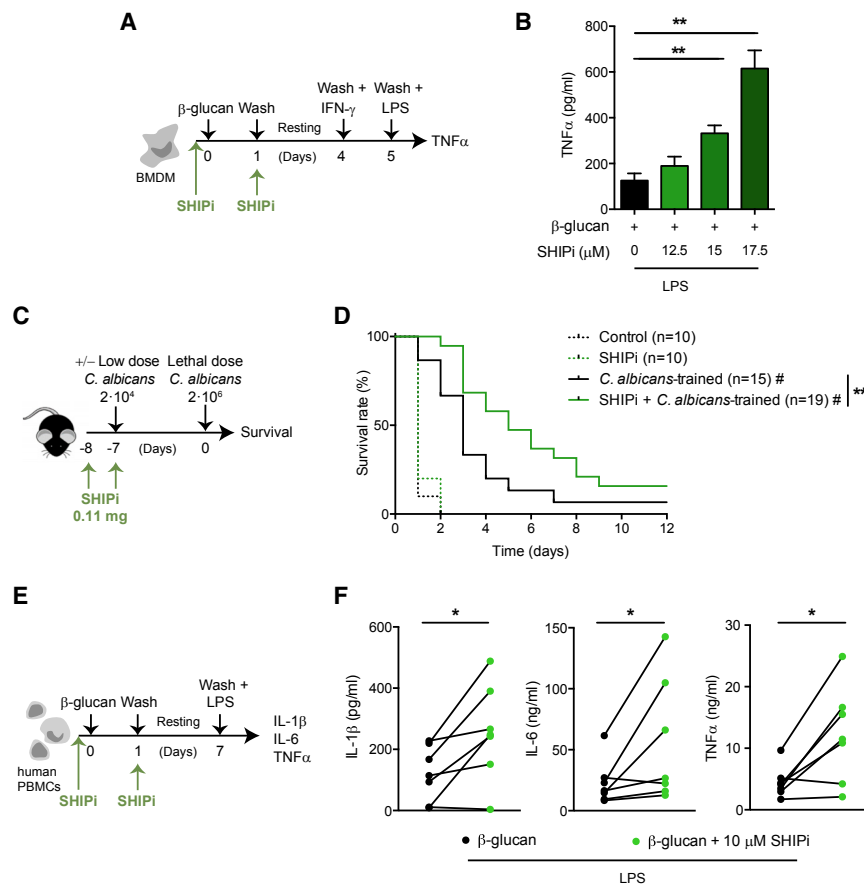 A
β-glucan Wash Wash + IFN-γ Wash + LPS
Resting
BMDM 0 1 (Days) 4 5 TNFα
SHIPi SHIPi
B
**
**
TNFα (pg/ml)
800
600
400
200
100
0
β-glucan + + + +
SHIPi (μM) 0 12.5 15 17.5
LPS
C
+/− Low dose C. albicans 2·10⁴
Lethal dose C. albicans 2·10⁶
-8 -7 (Days) 0 Survival
SHIPi
0.11 mg
D
Survival rate (%)
100
50
0
0 2 4 6 8 10 12
Time (days)
Control (n=10)
SHIPi (n=10)
C. albicans-trained (n=15) #
SHIPi + C. albicans-trained (n=19) #
**
E
β-glucan Wash Wash + LPS
Resting
human PBMCs 0 1 (Days) 7
IL-1β
IL-6
TNFα
SHIPi SHIPi
F
*
IL-1β (pg/ml)
600
400
200
0
*
IL-6 (ng/ml)
150
100
50
0
*
TNFα (ng/ml)
30
20
10
0
β-glucan β-glucan + 10 μM SHIPi
LPS